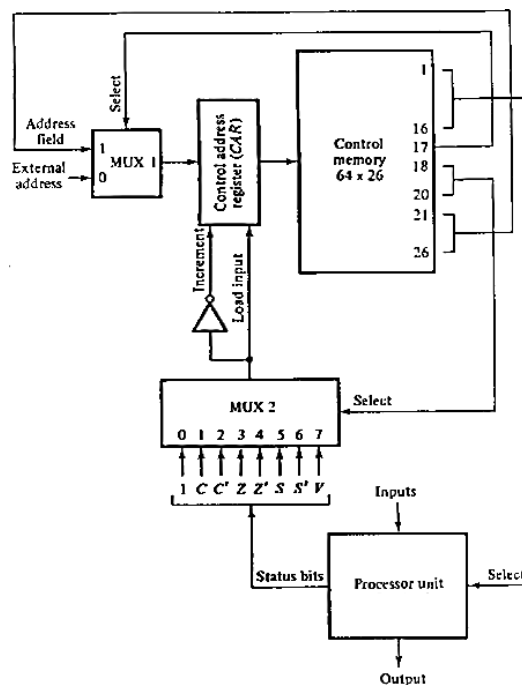 Select
Address
field
External
address
1
0
MUX 1
Control address
register (CAR)
Control
memory
64 x 26
1
16
17
18
20
21
26
Increment
Load input
MUX 2
Select
0 1 2 3 4 5 6 7
1 C C' Z Z' S S' V
Inputs
Status bits
Processor unit
Select
Output